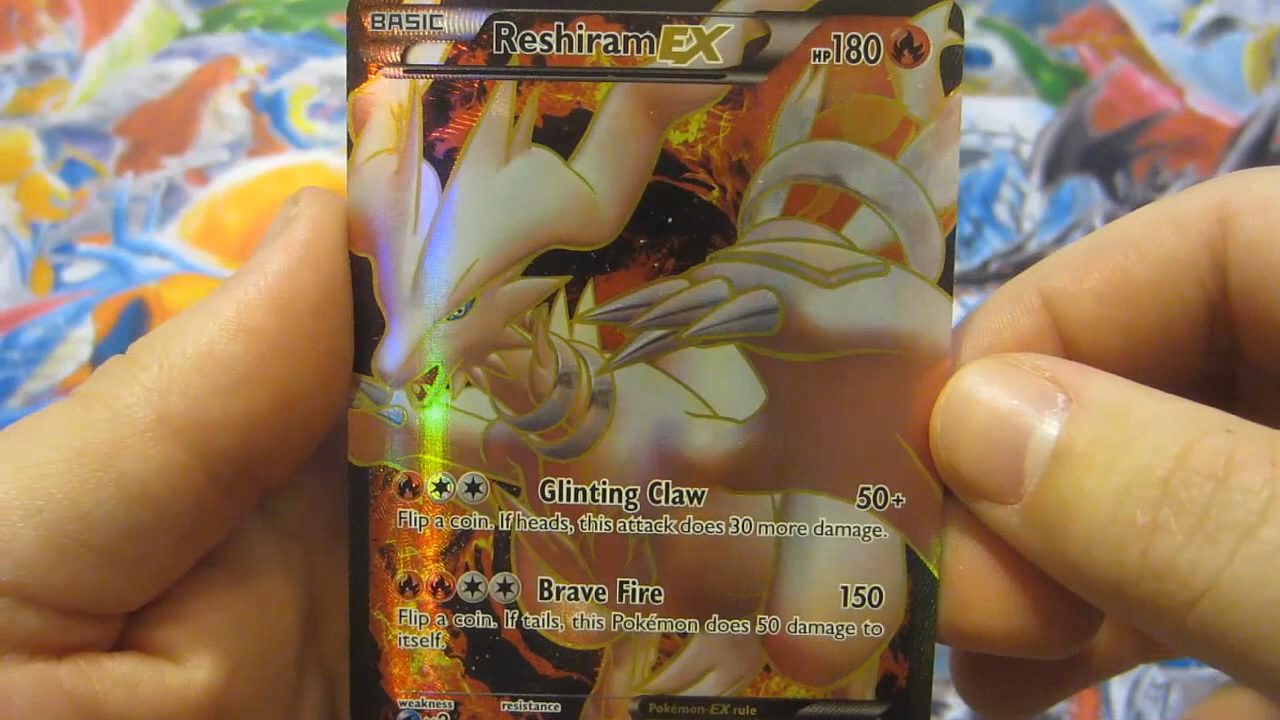 BASIC Reshiram EX HP180
Glinting Claw 50+
Flip a coin. If heads, this attack does 30 more damage.
Brave Fire 150
Flip a coin. If tails, this Pokémon does 50 damage to
itself.
weakness resistance Pokémon-EX rule
×2